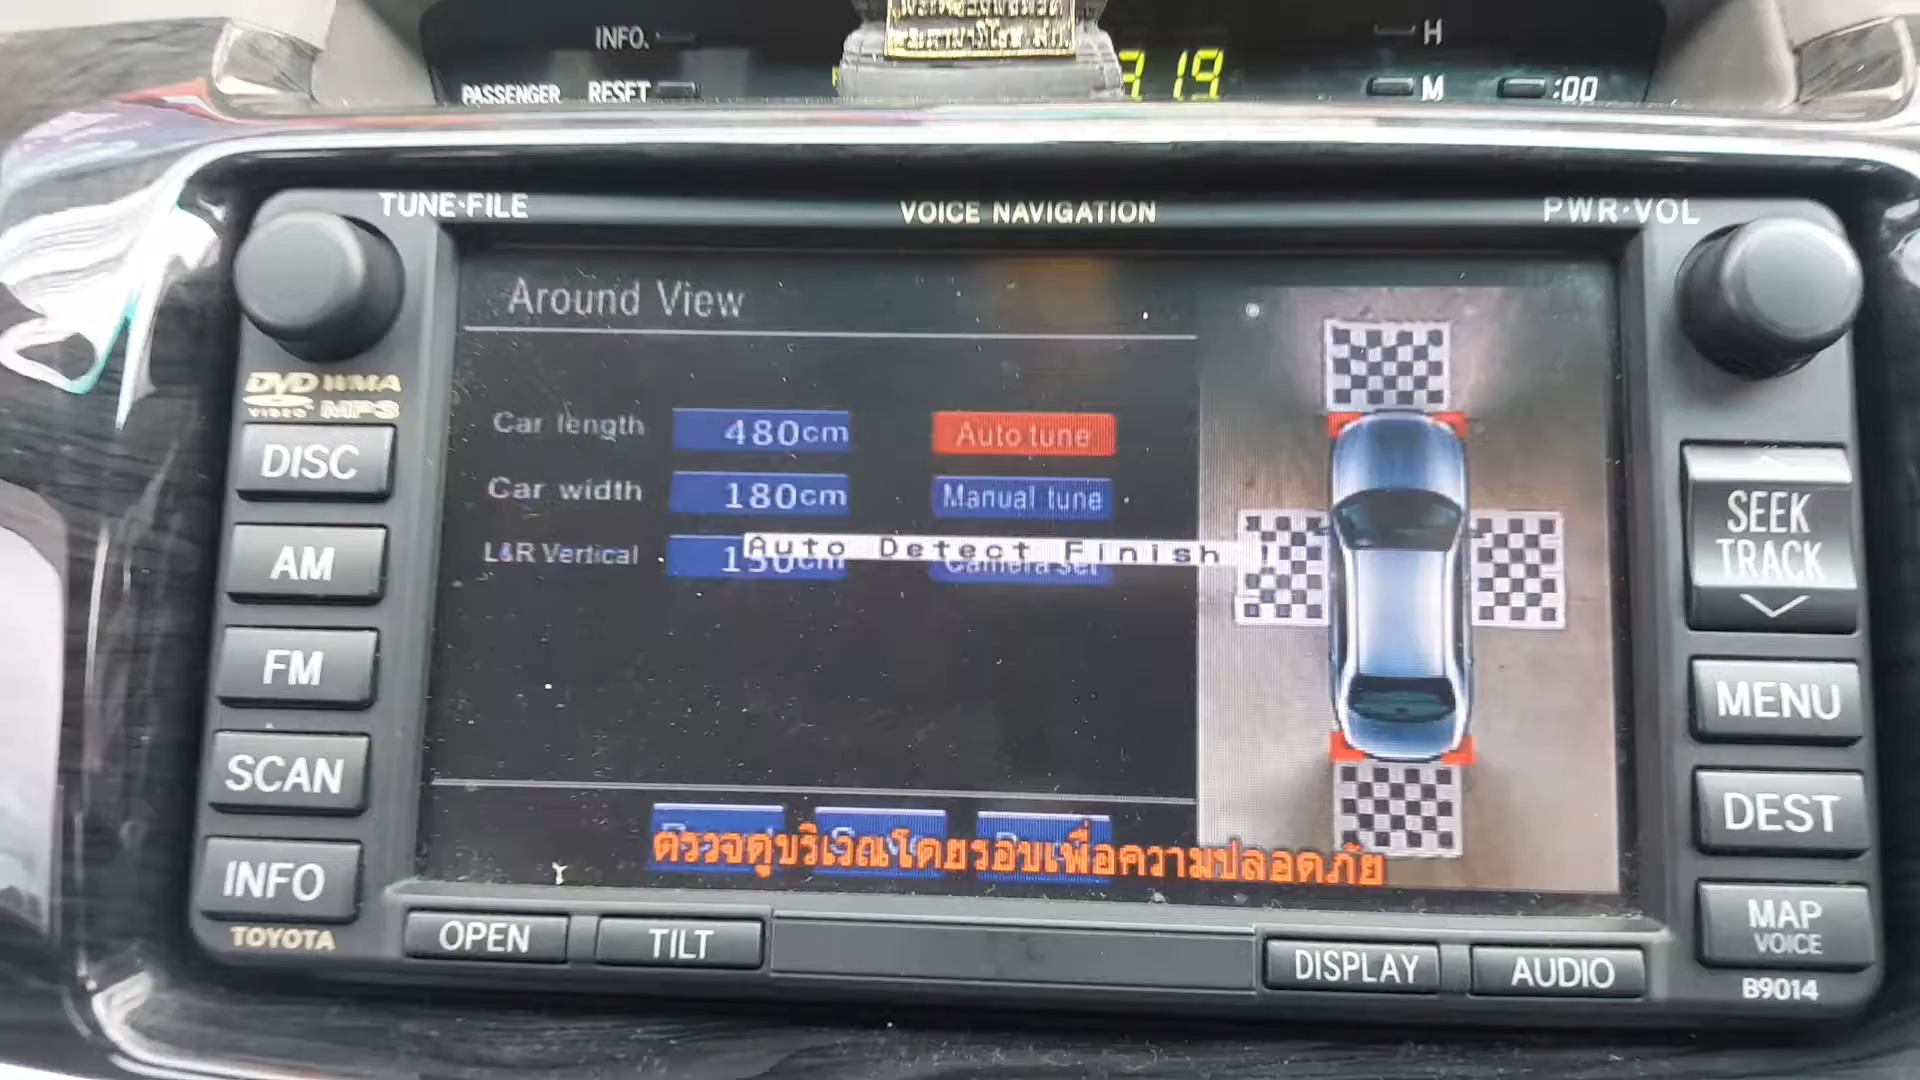 INFO.
H
PASSENGER RESET
319
M
:00
TUNE·FILE
VOICE NAVIGATION
PWR·VOL
Around View
DVD WMA
VIDEO MP3
Car length 480cm Auto tune
DISC
Car width 180cm Manual tune
SEEK
TRACK
L&R Vertical 150cm Camera set
Auto Detect Finish !
AM
FM
MENU
SCAN
DEST
ตรวจดูบริเวณโดยรอบเพื่อความปลอดภัย
INFO
TOYOTA
OPEN
TILT
DISPLAY
AUDIO
MAP
VOICE
B9014